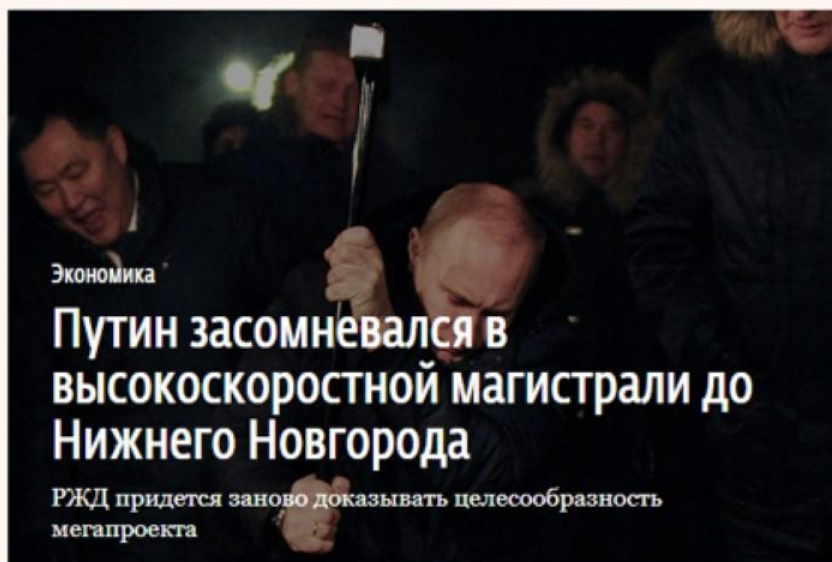 Экономика
Путин засомневался в
высокоскоростной магистрали до
Нижнего Новгорода
РЖД придется заново доказывать целесообразность
мегапроекта